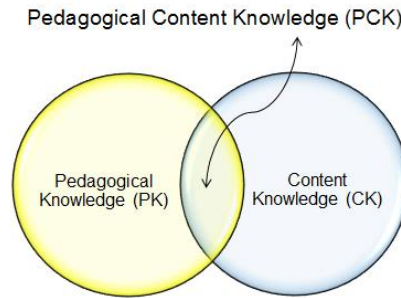 Pedagogical Content Knowledge (PCK)
Pedagogical
Knowledge (PK)
Content
Knowledge (CK)